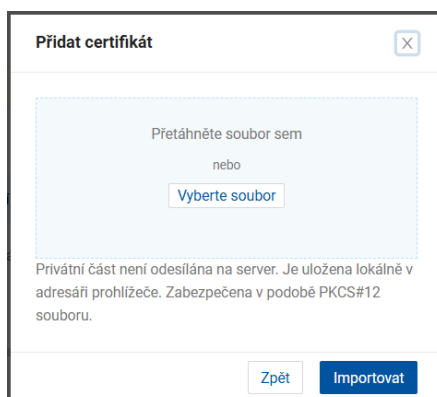 Přidat certifikát
X
Přetáhněte soubor sem
nebo
Vyberte soubor
Privátní část není odesílána na server. Je uložena lokálně v
adresáři prohlížeče. Zabezpečena v podobě PKCS#12
souboru.
Zpět
Importovat